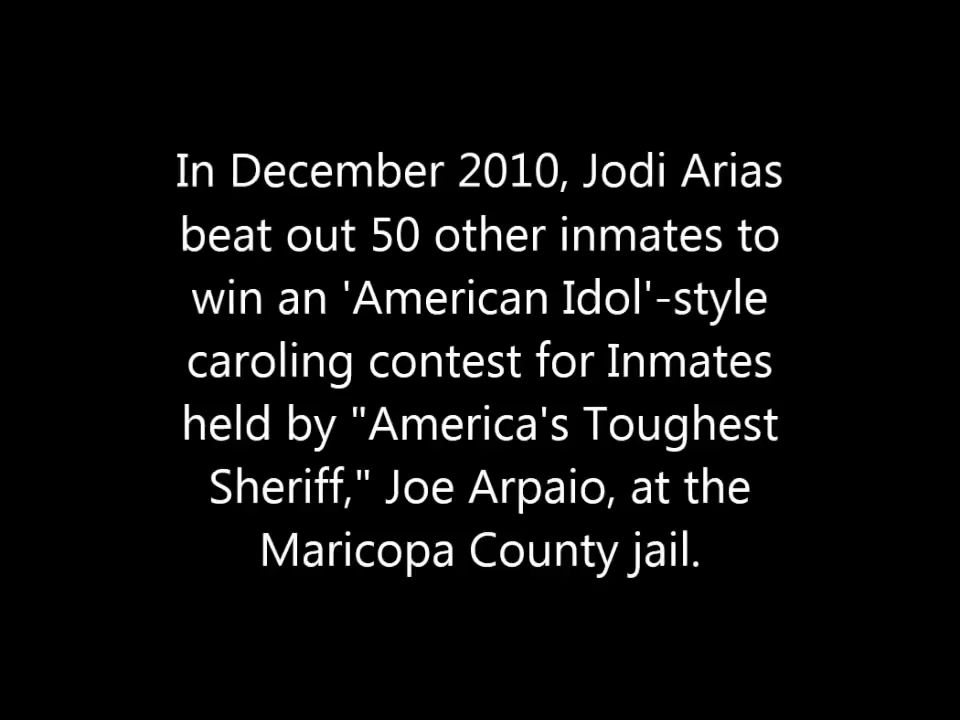 In December 2010, Jodi Arias
beat out 50 other inmates to
win an 'American Idol'-style
caroling contest for Inmates
held by "America's Toughest
Sheriff," Joe Arpaio, at the
Maricopa County jail.